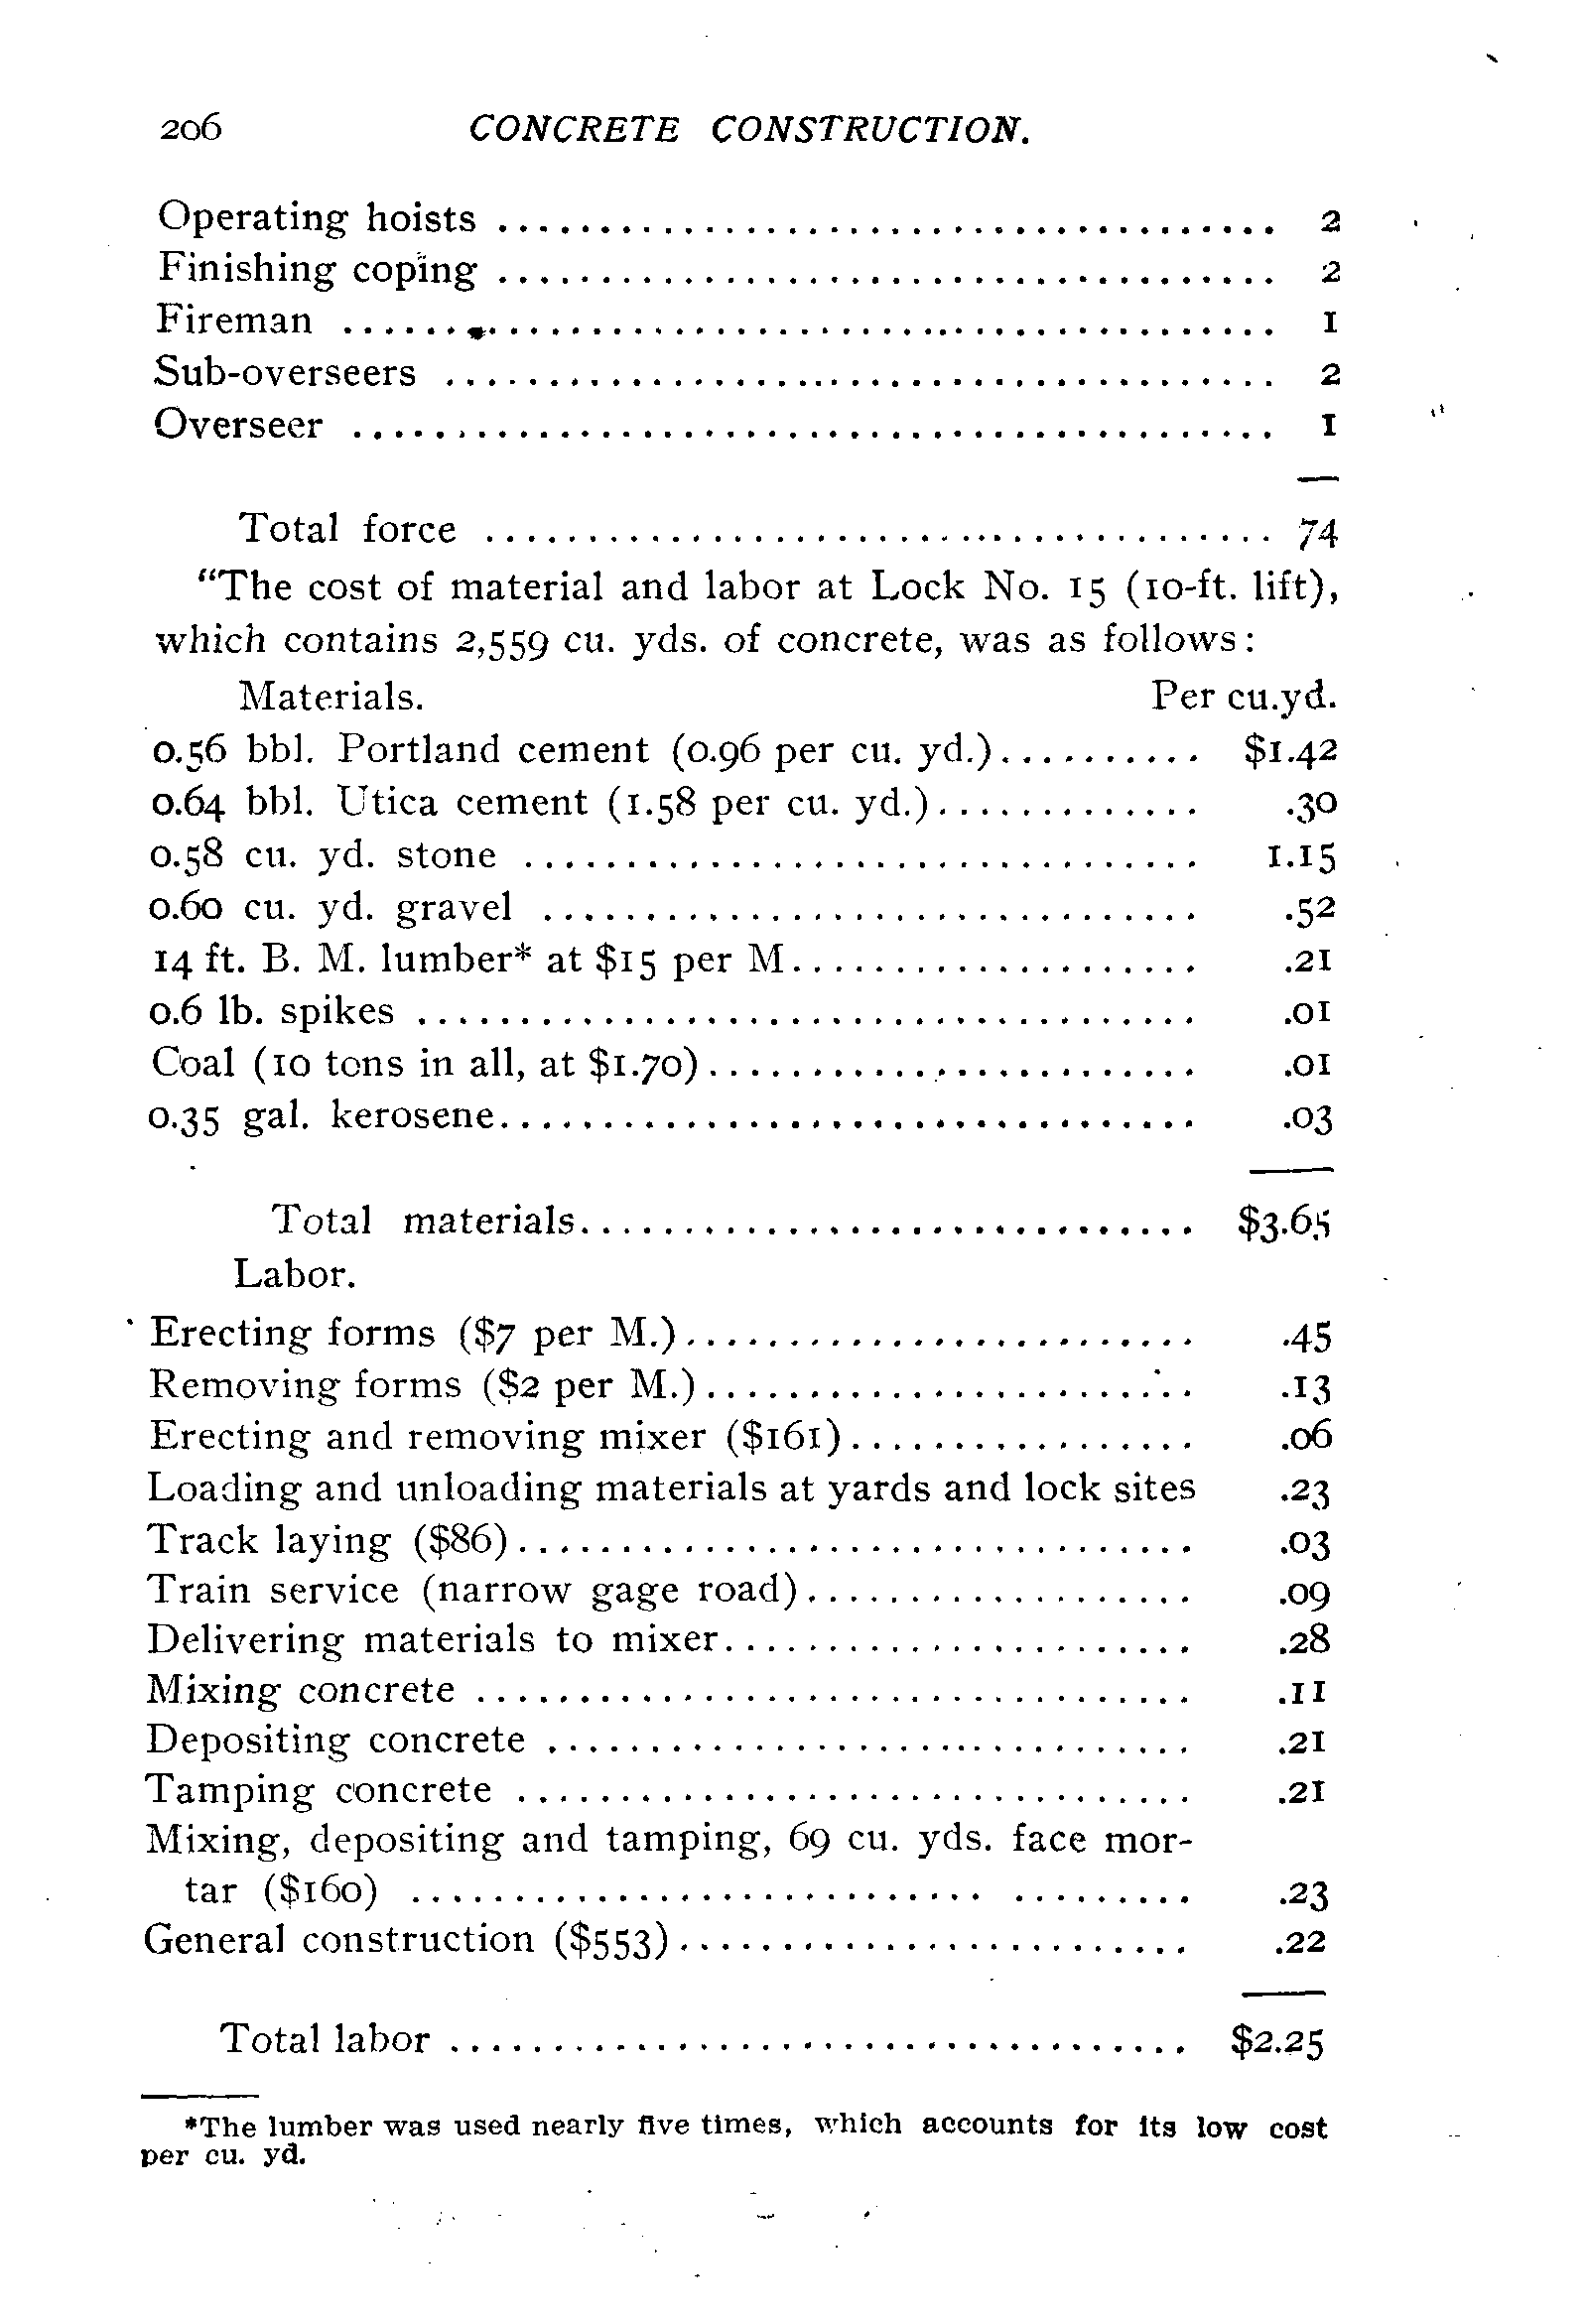 206 CONCRETE CONSTRUCTION.
Operating hoists ...................................... 2
Finishing coping ...................................... 2
Fireman ............................................. 1
Sub-overseers ........................................ 2
Overseer ............................................. 1
Total force ...................................... 74
"The cost of material and labor at Lock No. 15 (10-ft. lift),
which contains 2,559 cu. yds. of concrete, was as follows:
Materials. Per cu.yd.
0.56 bbl. Portland cement (0.96 per cu. yd.).......... $1.42
0.64 bbl. Utica cement (1.58 per cu. yd.)............. .30
0.58 cu. yd. stone ................................. 1.15
0.60 cu. yd. gravel ................................ .52
14 ft. B. M. lumber* at $15 per M.................... .21
0.6 lb. spikes ...................................... .01
Coal (10 tons in all, at $1.70)........................ .01
0.35 gal. kerosene.................................. .03
Total materials.............................. $3.65
Labor.
Erecting forms ($7 per M.)......................... .45
Removing forms ($2 per M.)........................ .13
Erecting and removing mixer ($161)................. .06
Loading and unloading materials at yards and lock sites .23
Track laying ($86)................................. .03
Train service (narrow gage road)................... .09
Delivering materials to mixer....................... .28
Mixing concrete ................................... .11
Depositing concrete ............................... .21
Tamping concrete ................................. .21
Mixing, depositing and tamping, 69 cu. yds. face mor-
tar ($160) ..................................... .23
General construction ($553)......................... .22
Total labor .................................... $2.25
*The lumber was used nearly five times, which accounts for its low cost
per cu. yd.